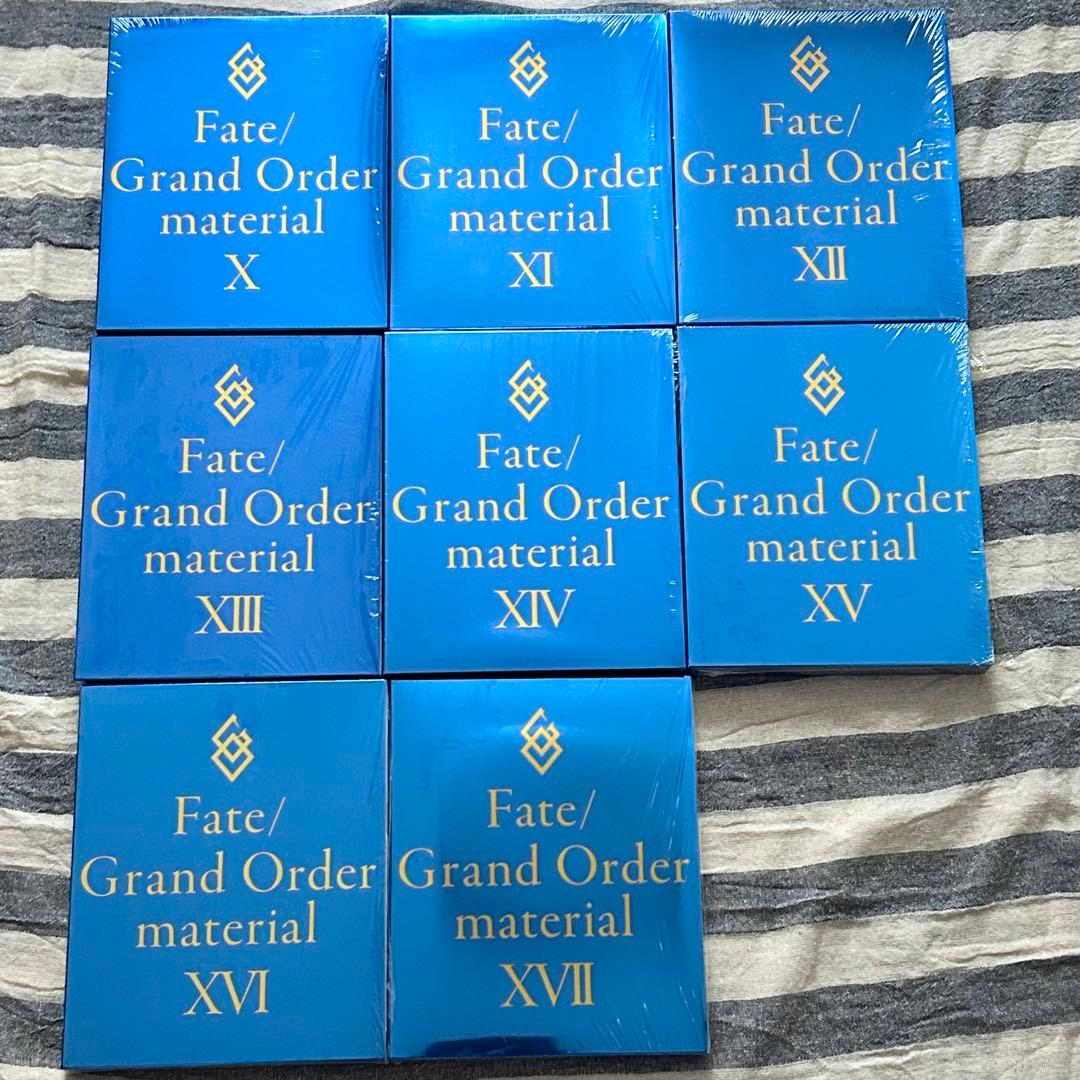 Fate/
Grand Order
material
X
Fate/
Grand Order
material
XI
Fate/
Grand Order
material
XII
Fate/
Grand Order
material
XIII
Fate/
Grand Order
material
XIV
Fate/
Grand Order
material
XV
Fate/
Grand Order
material
XVI
Fate/
Grand Order
material
XVII